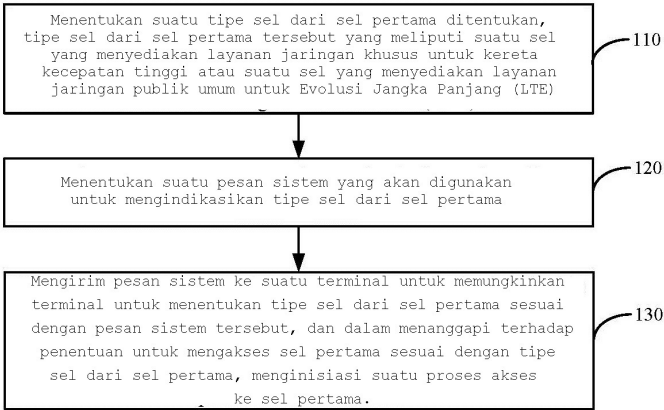 Menentukan suatu tipe sel dari sel pertama ditentukan,
tipe sel dari sel pertama tersebut yang meliputi suatu sel
yang menyediakan layanan jaringan khusus untuk kereta
kecepatan tinggi atau suatu sel yang menyediakan layanan
jaringan publik umum untuk Evolusi Jangka Panjang (LTE)
110
Menentukan suatu pesan sistem yang akan digunakan
untuk mengindikasikan tipe sel dari sel pertama
120
Mengirim pesan sistem ke suatu terminal untuk memungkinkan
terminal untuk menentukan tipe sel dari sel pertama sesuai
dengan pesan sistem tersebut, dan dalam menanggapi terhadap
penentuan untuk mengakses sel pertama sesuai dengan tipe
sel dari sel pertama, menginisiasi suatu proses akses
ke sel pertama.
130